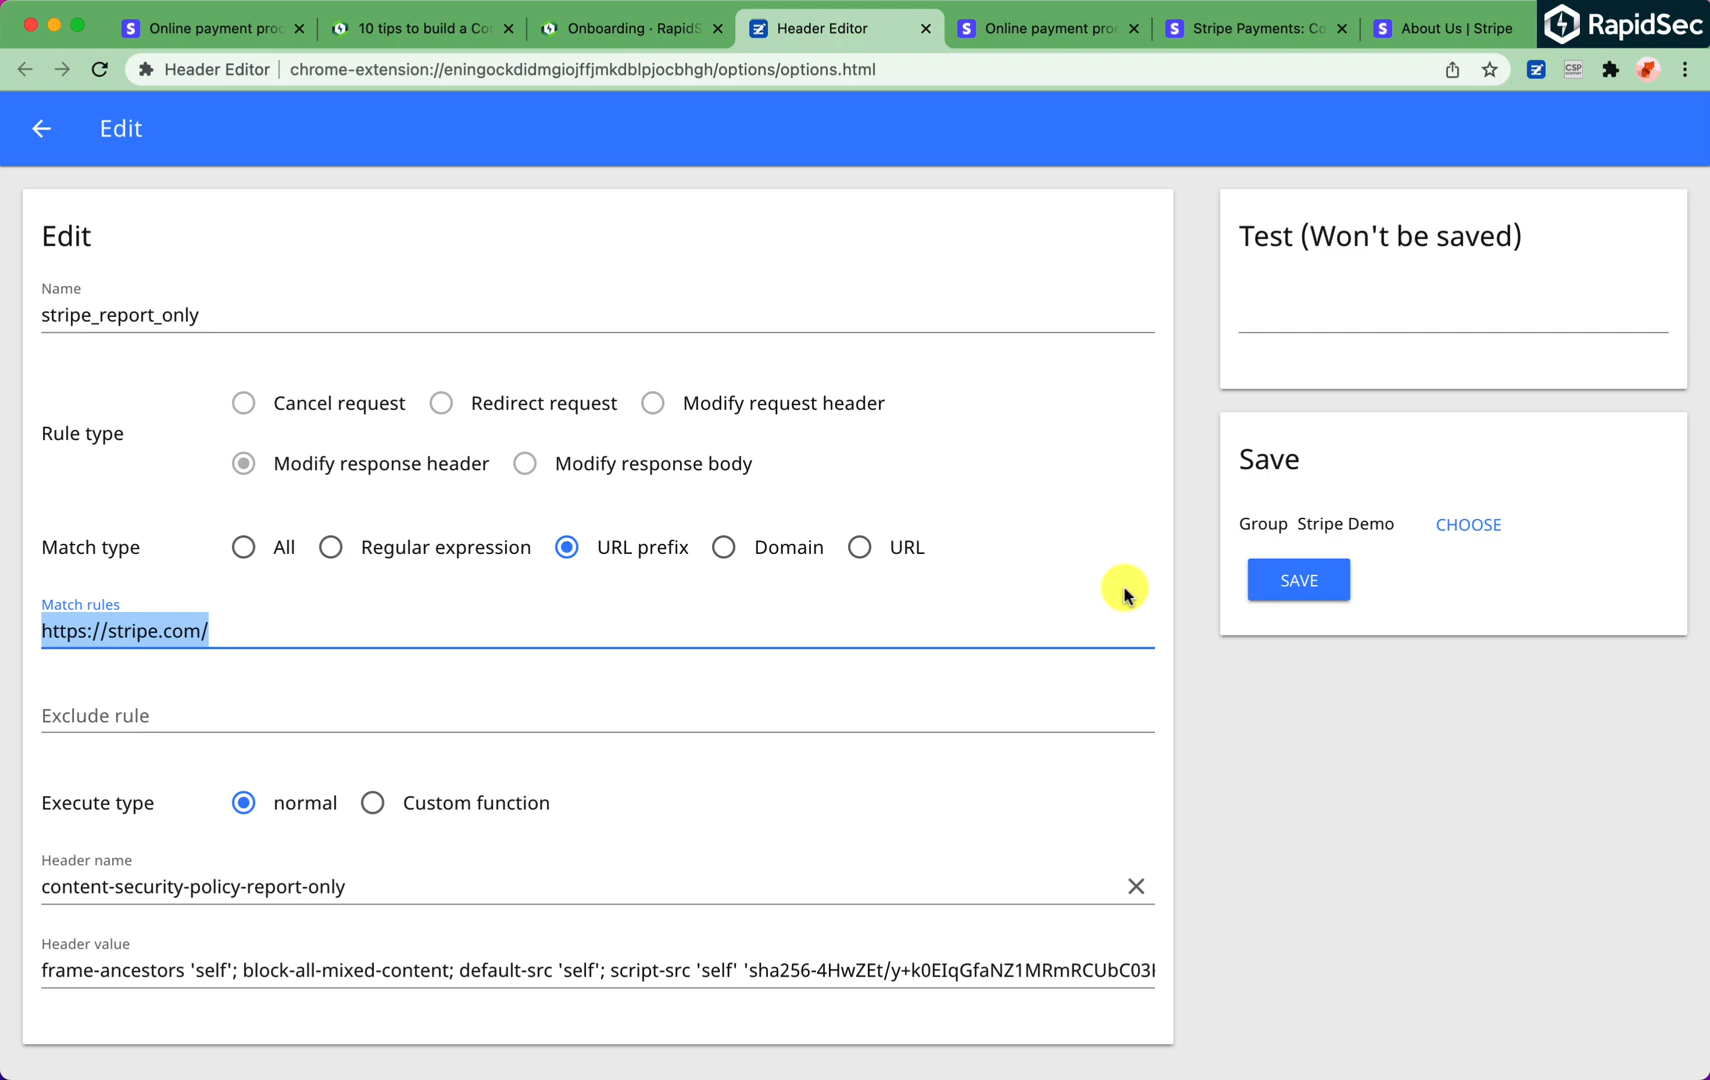 Online payment proc
10 tips to build a Co
Onboarding · RapidS
Header Editor
Online payment proc
Stripe Payments: Co
About Us | Stripe
RapidSec
Header Editor
chrome-extension://eningockdidmgiojffjmkdblpjocbhgh/options/options.html
CSP
Edit
Edit
Name
stripe_report_only
Rule type
Cancel request
Redirect request
Modify request header
Modify response header
Modify response body
Match type
All
Regular expression
URL prefix
Domain
URL
Match rules
https://stripe.com/
Exclude rule
Execute type
normal
Custom function
Header name
content-security-policy-report-only
Header value
frame-ancestors 'self'; block-all-mixed-content; default-src 'self'; script-src 'self' 'sha256-4HwZEt/y+k0EIqGfaNZ1MRmRCUbC03
Test (Won't be saved)
Save
Group Stripe Demo
CHOOSE
SAVE